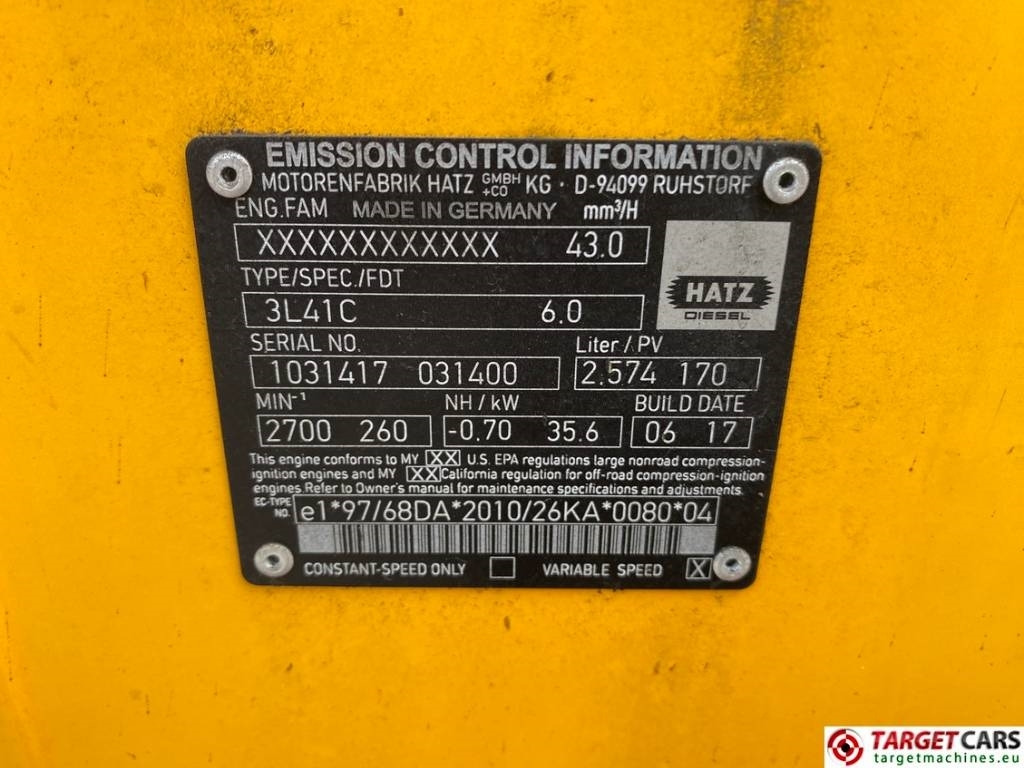 EMISSION CONTROL INFORMATION
MOTORENFABRIK HATZ GMBH +CO KG · D-94099 RUHSTORF
ENG.FAM MADE IN GERMANY mm³/H
XXXXXXXXXXXX 43.0
TYPE/SPEC./FDT
3L41C 6.0
HATZ
DIESEL
SERIAL NO. Liter / PV
1031417 031400 2.574 170
MIN⁻¹ NH / kW BUILD DATE
2700 260 -0.70 35.6 06 17
This engine conforms to MY XX U.S. EPA regulations large nonroad compression-
ignition engines and MY XX California regulation for off-road compression-ignition
engines. Refer to Owner's manual for maintenance specifications and adjustments.
EC-TYPE NO. e1*97/68DA*2010/26KA*0080*04
CONSTANT-SPEED ONLY VARIABLE SPEED X
TARGETCARS
targetmachines.eu